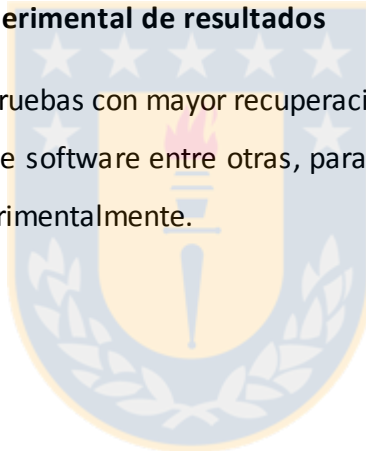 erimental de resultados
ruebas con mayor recuperaci
e software entre otras, para
rimentalmente.